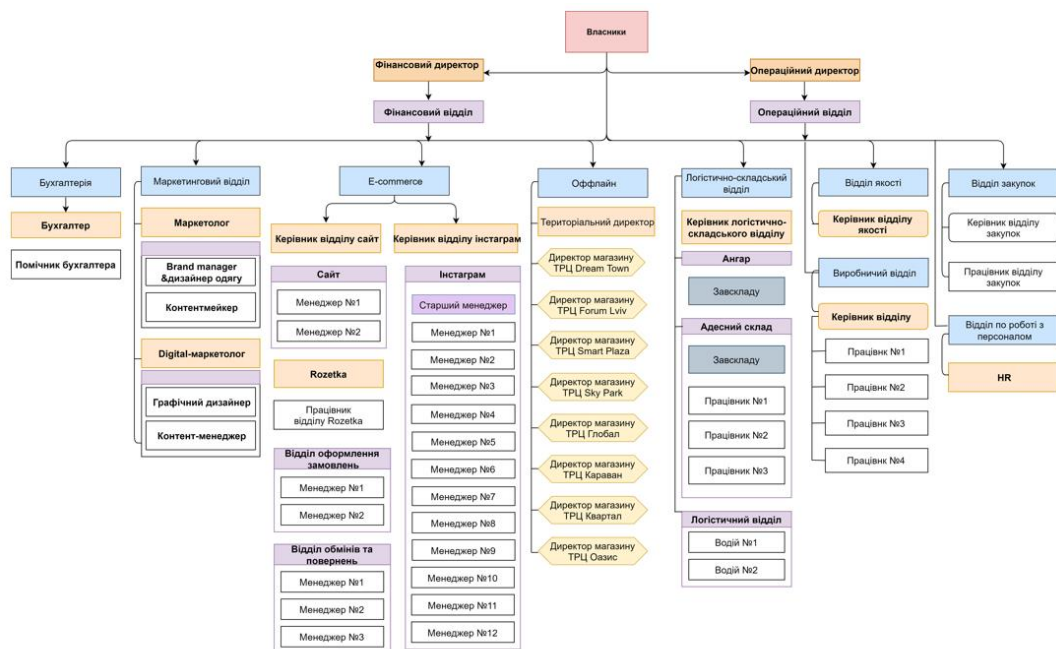 Власники
Фінансовий директор
Операційний директор
Фінансовий відділ
Операційний відділ
Бухгалтерія
Бухгалтер
Помічник бухгалтера
Маркетинговий відділ
Маркетолог
Brand manager
&дизайнер одягу
Контентмейкер
Digital-маркетолог
Графічний дизайнер
Контент-менеджер
E-commerce
Керівник відділу сайт
Сайт
Менеджер №1
Менеджер №2
Rozetka
Працівник
відділу Rozetka
Відділ оформлення
замовлень
Менеджер №1
Менеджер №2
Відділ обмінів та
повернень
Менеджер №1
Менеджер №2
Менеджер №3
Керівник відділу інстаграм
Інстаграм
Старший менеджер
Менеджер №1
Менеджер №2
Менеджер №3
Менеджер №4
Менеджер №5
Менеджер №6
Менеджер №7
Менеджер №8
Менеджер №9
Менеджер №10
Менеджер №11
Менеджер №12
Оффлайн
Територіальний директор
Директор магазину
ТРЦ Dream Town
Директор магазину
ТРЦ Forum Lviv
Директор магазину
ТРЦ Smart Plaza
Директор магазину
ТРЦ Sky Park
Директор магазину
ТРЦ Глобал
Директор магазину
ТРЦ Караван
Директор магазину
ТРЦ Квартал
Директор магазину
ТРЦ Оазис
Логістично-складський
відділ
Керівник логістично-
складського відділу
Ангар
Завскладу
Адесний склад
Завскладу
Працівник №1
Працівник №2
Працівник №3
Логістичний відділ
Водій №1
Водій №2
Відділ якості
Керівник відділу
якості
Виробничий відділ
Керівник відділу
Працівнк №1
Працівнк №2
Працівнк №3
Працівнк №4
Відділ закупок
Керівник відділу
закупок
Працівник відділу
закупок
Відділ по роботі з
персоналом
HR